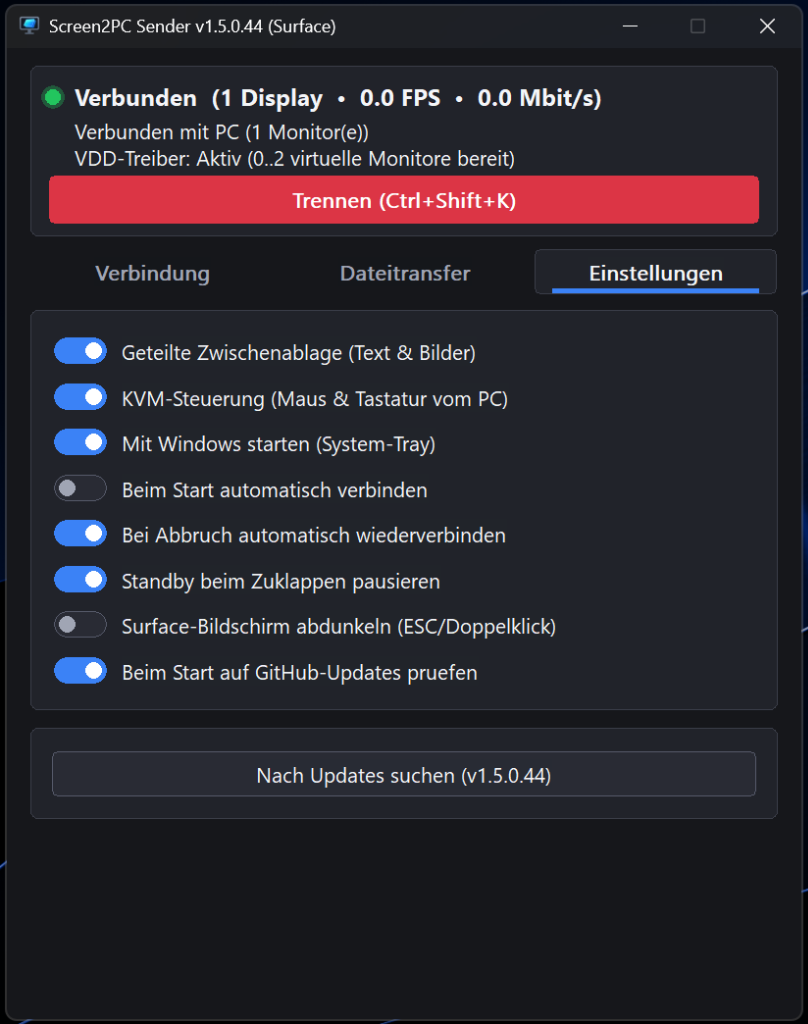 Screen2PC Sender v1.5.0.44 (Surface)
Verbunden (1 Display • 0.0 FPS • 0.0 Mbit/s)
Verbunden mit PC (1 Monitor(e))
VDD-Treiber: Aktiv (0..2 virtuelle Monitore bereit)
Trennen (Ctrl+Shift+K)
Verbindung Dateitransfer Einstellungen
Geteilte Zwischenablage (Text & Bilder)
KVM-Steuerung (Maus & Tastatur vom PC)
Mit Windows starten (System-Tray)
Beim Start automatisch verbinden
Bei Abbruch automatisch wiederverbinden
Standby beim Zuklappen pausieren
Surface-Bildschirm abdunkeln (ESC/Doppelklick)
Beim Start auf GitHub-Updates pruefen
Nach Updates suchen (v1.5.0.44)